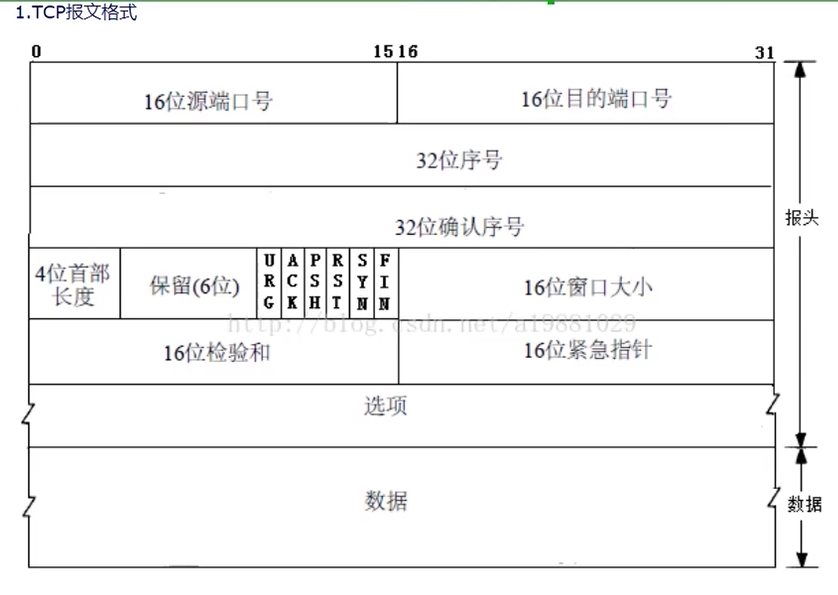 1.TCP报文格式
0 15 16 31
16位源端口号 16位目的端口号
32位序号
32位确认序号
报头
4位首部长度 保留(6位) URG ACK PSH RST SYN FIN 16位窗口大小
http://blog.csdn.net/a19881029
16位检验和 16位紧急指针
选项
数据
数据